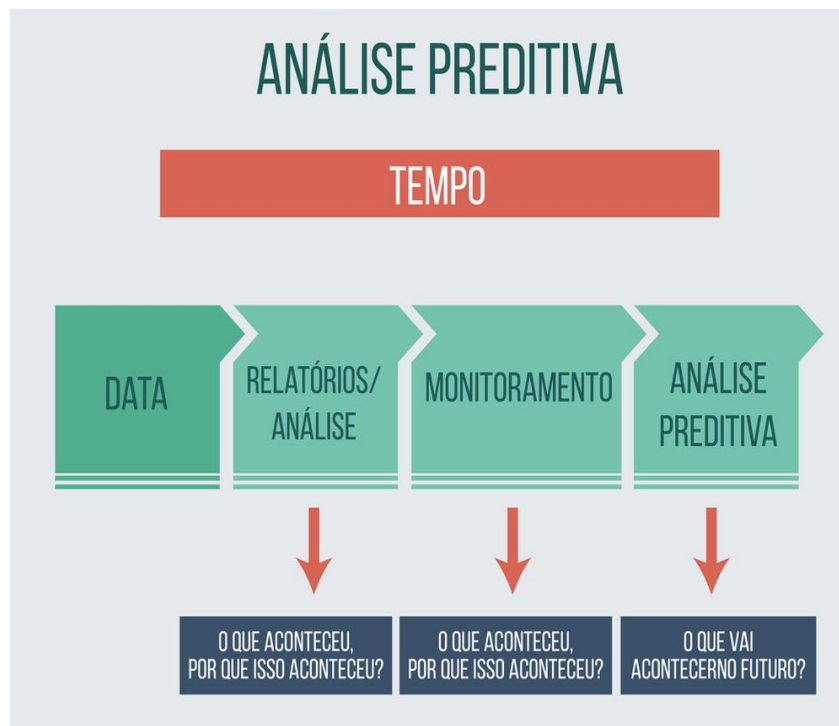 ANÁLISE PREDITIVA
TEMPO
DATA
RELATÓRIOS/
ANÁLISE
MONITORAMENTO
ANÁLISE
PREDITIVA
O QUE ACONTECEU,
POR QUE ISSO ACONTECEU?
O QUE ACONTECEU,
POR QUE ISSO ACONTECEU?
O QUE VAI
ACONTECERNO FUTURO?